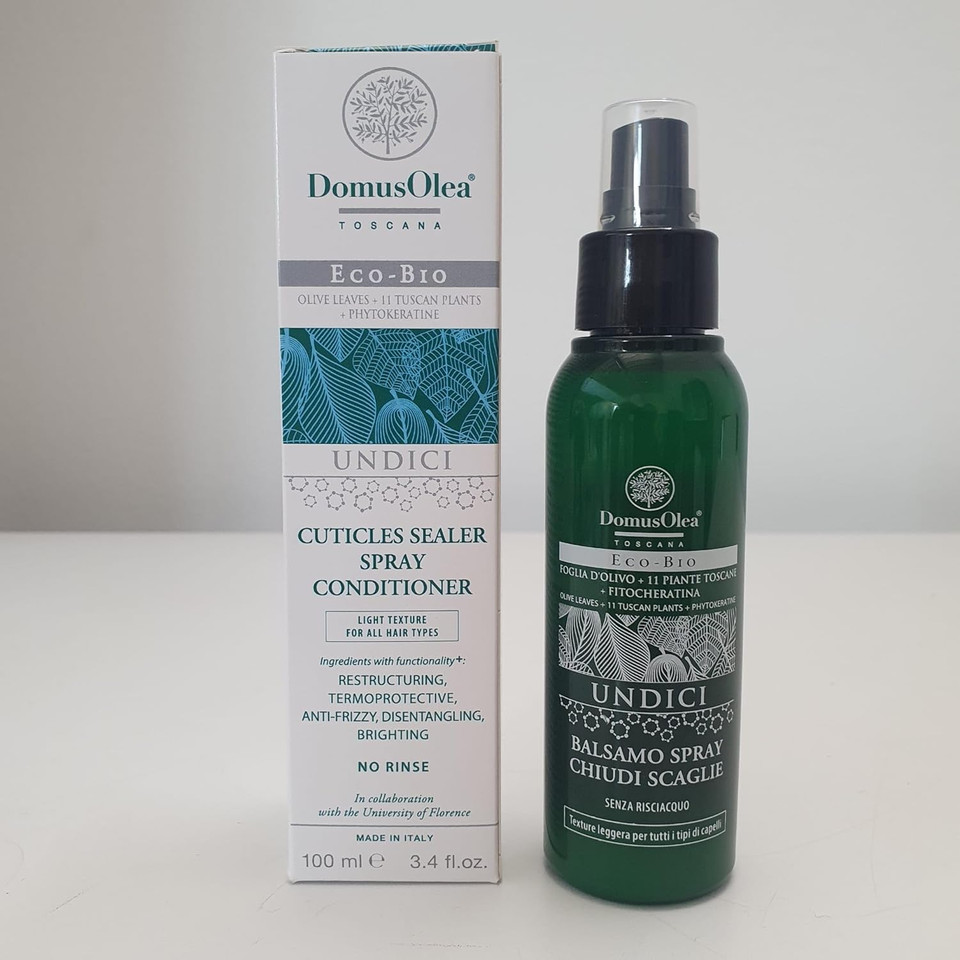 DomusOlea®
TOSCANA
ECO-BIO
OLIVE LEAVES + 11 TUSCAN PLANTS
+ PHYTOKERATINE
UNDICI
CUTICLES SEALER
SPRAY
CONDITIONER
LIGHT TEXTURE
FOR ALL HAIR TYPES
Ingredients with functionality+:
RESTRUCTURING,
TERMOPROTECTIVE,
ANTI-FRIZZY, DISENTANGLING,
BRIGHTING
NO RINSE
In collaboration
with the University of Florence
MADE IN ITALY
100 ml ℮ 3.4 fl.oz.
DomusOlea®
TOSCANA
ECO-BIO
FOGLIA D'OLIVO + 11 PIANTE TOSCANE
+ FITOCHERATINA
OLIVE LEAVES + 11 TUSCAN PLANTS + PHYTOKERATINE
UNDICI
BALSAMO SPRAY
CHIUDI SCAGLIE
SENZA RISCIACQUO
Texture leggera per tutti i tipi di capelli